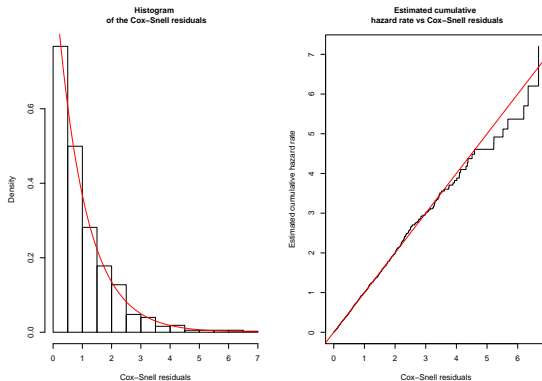 Histogram
of the Cox−Snell residuals
Density
0.0 0.2 0.4 0.6
0 1 2 3 4 5 6 7
Cox−Snell residuals
Estimated cumulative
hazard rate vs Cox−Snell residuals
Estimated cumulative hazard rate
0 1 2 3 4 5 6 7
0 1 2 3 4 5 6
Cox−Snell residuals